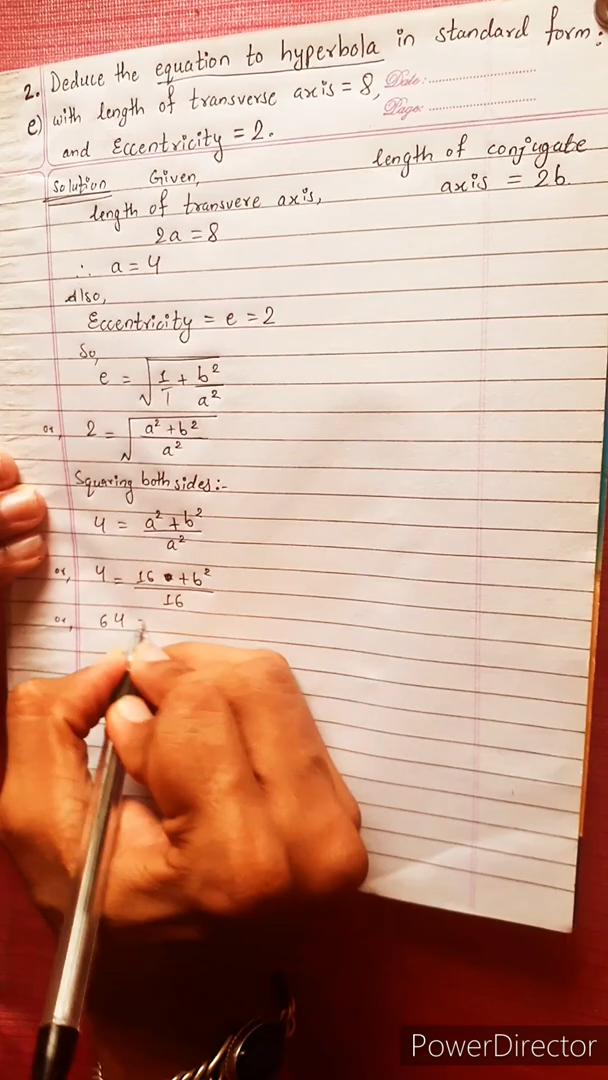 2. Deduce the equation to hyperbola in standard form:
e) with length of transverse axis = 8,
Date:
Page:
and Eccentricity = 2.
Solution Given,
length of transvere axis,
2a = 8
∴ a = 4
length of conjugate
axis = 2b.
Also,
Eccentricity = e = 2
So,
e = √(1/1 + b²/a²)
or, 2 = √((a² + b²)/a²)
Squaring both sides:-
4 = (a² + b²)/a²
or, 4 = (16 + b²)/16
or, 64
PowerDirector